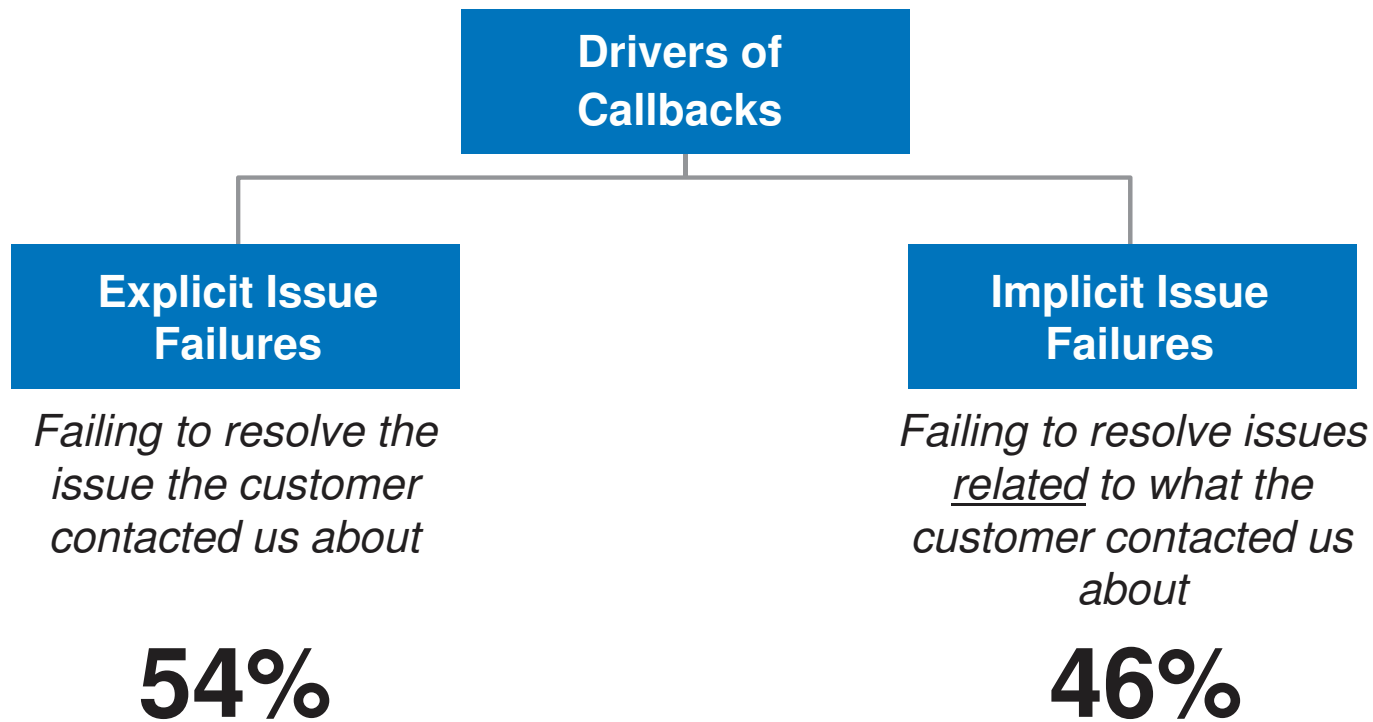 Drivers of
Callbacks
Explicit Issue
Failures
Failing to resolve the
issue the customer
contacted us about
54%
Implicit Issue
Failures
Failing to resolve issues
related to what the
customer contacted us
about
46%